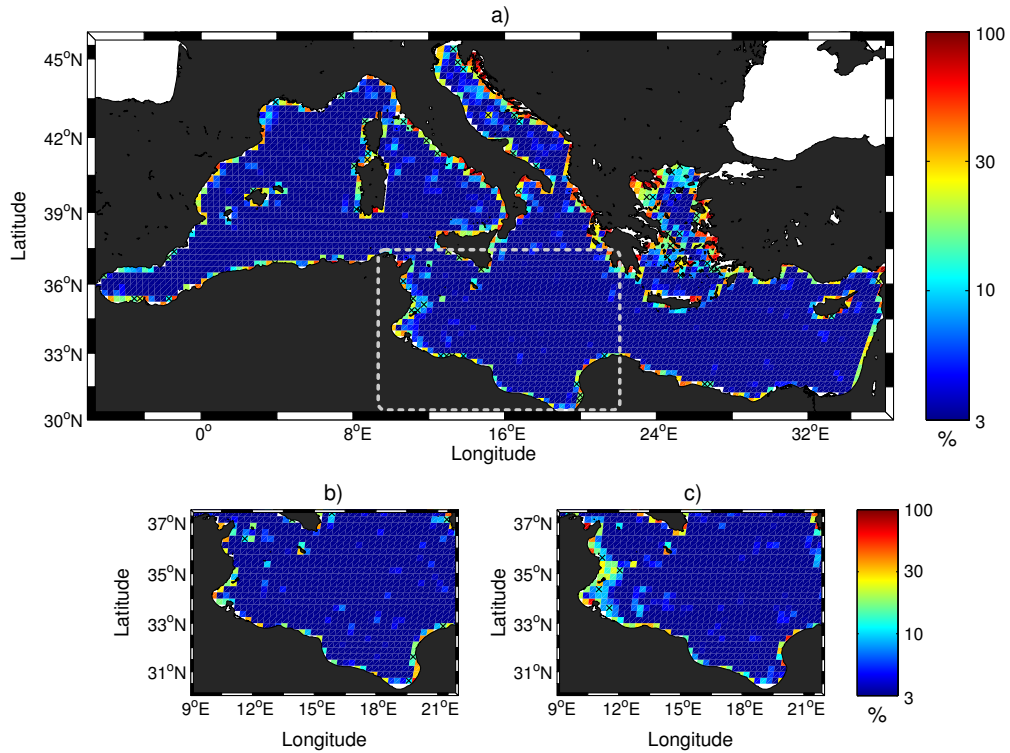 a)
45°N
42°N
39°N
36°N
33°N
30°N
Latitude
0°
8°E
16°E
24°E
32°E
Longitude
100
30
10
3
%
b)
37°N
35°N
33°N
31°N
Latitude
9°E
12°E
15°E
18°E
21°E
Longitude
c)
37°N
35°N
33°N
31°N
Latitude
9°E
12°E
15°E
18°E
21°E
Longitude
100
30
10
3
%